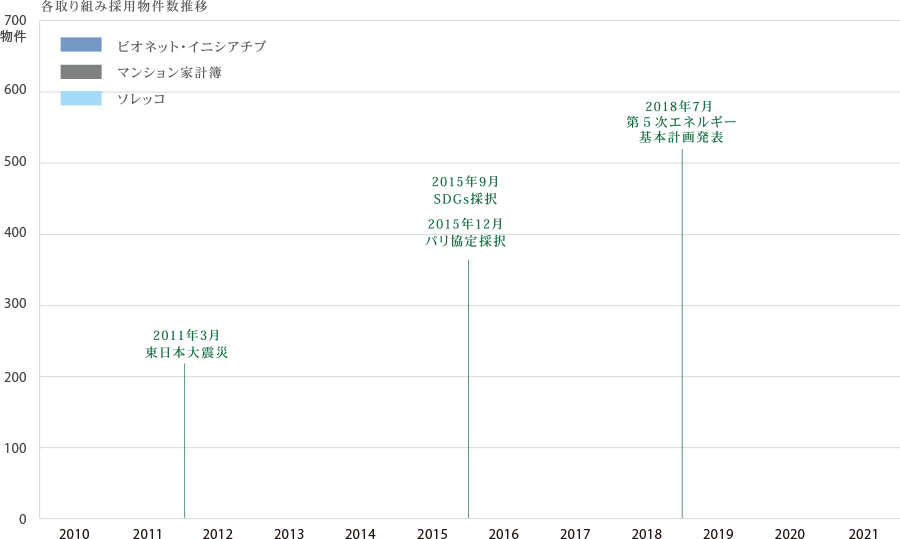 各取り組み採用物件数推移
700
物件
ビオネット・イニシアチブ
マンション家計簿
ソレッコ
600
2018年7月
第5次エネルギー
基本計画発表
500
2015年9月
SDGs採択
2015年12月
パリ協定採択
400
300
2011年3月
東日本大震災
200
100
0
2010 2011 2012 2013 2014 2015 2016 2017 2018 2019 2020 2021